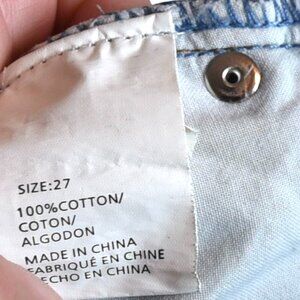 SIZE:27
100%COTTON/
COTON/
ALGODON
MADE IN CHINA
FABRIQUÉ EN CHINE
HECHO EN CHINA